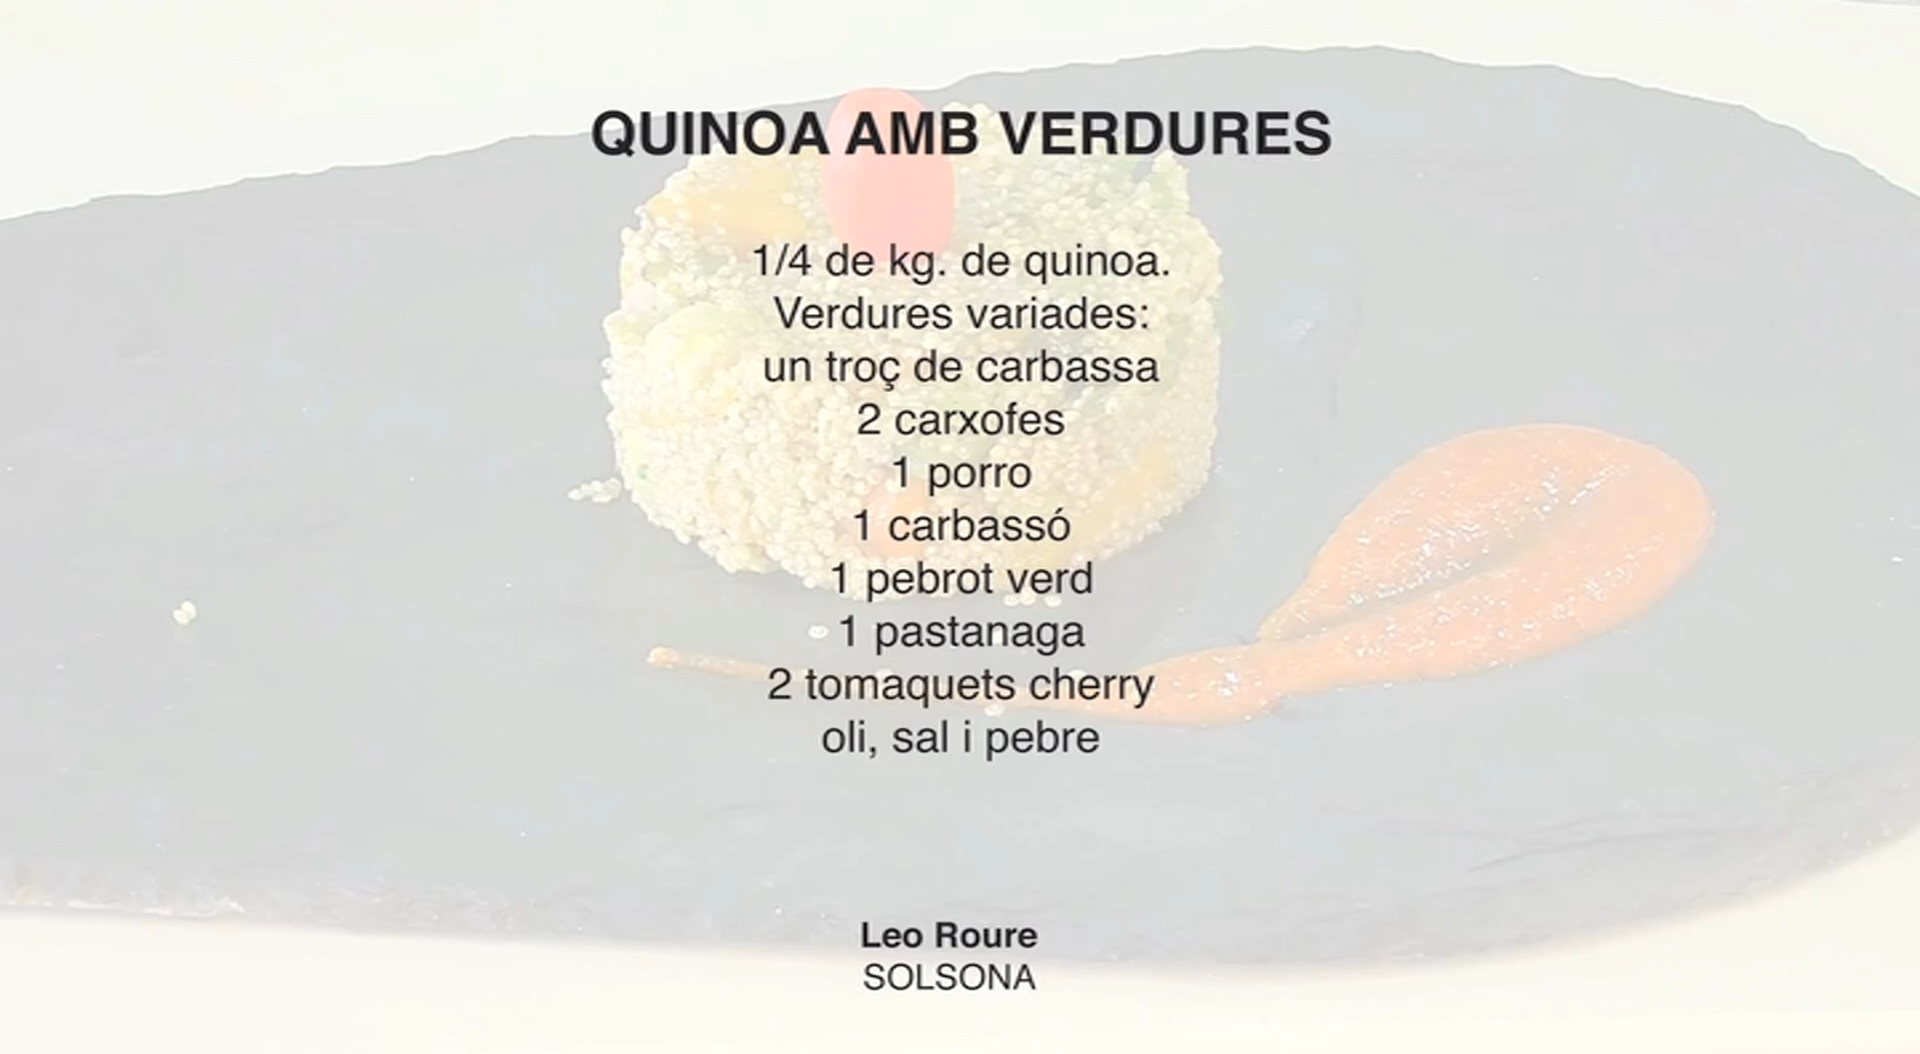 QUINOA AMB VERDURES
1/4 de kg. de quinoa.
Verdures variades:
un troç de carbassa
2 carxofes
1 porro
1 carbassó
1 pebrot verd
1 pastanaga
2 tomaquets cherry
oli, sal i pebre
Leo Roure
SOLSONA